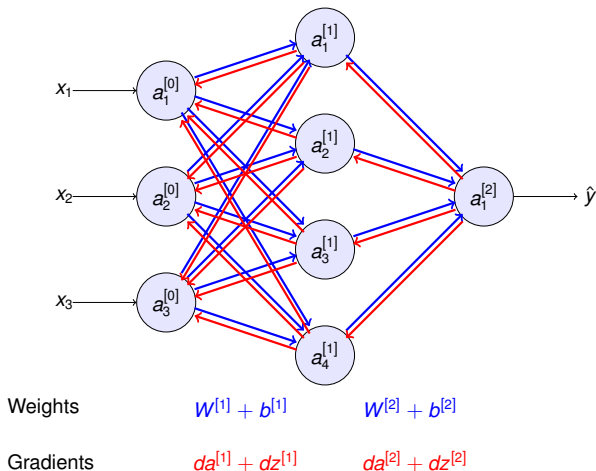 a₁^[1]
x₁ a₁^[0]
a₂^[1]
x₂ a₂^[0] a₁^[2] ŷ
a₃^[1]
x₃ a₃^[0]
a₄^[1]
Weights W^[1] + b^[1] W^[2] + b^[2]
Gradients da^[1] + dz^[1] da^[2] + dz^[2]